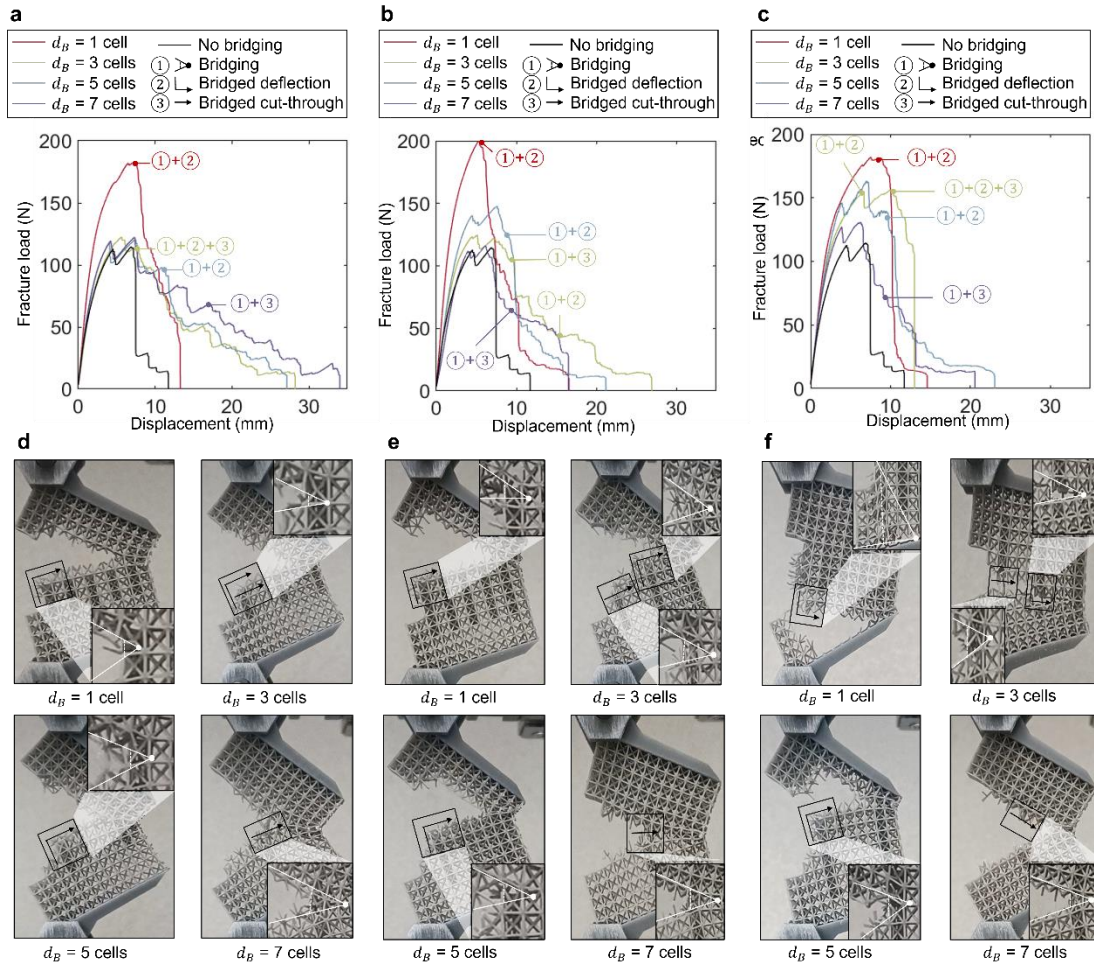 a
b
c
d_B = 1 cell
d_B = 3 cells
d_B = 5 cells
d_B = 7 cells
No bridging
① Bridging
② Bridged deflection
③ Bridged cut-through
d_B = 1 cell
d_B = 3 cells
d_B = 5 cells
d_B = 7 cells
No bridging
① Bridging
② Bridged deflection
③ Bridged cut-through
d_B = 1 cell
d_B = 3 cells
d_B = 5 cells
d_B = 7 cells
No bridging
① Bridging
② Bridged deflection
③ Bridged cut-through
Fracture load (N)
200
150
100
50
0
0
10
20
30
Displacement (mm)
①+②
①+②+③
①+②
①+③
Fracture load (N)
200
150
100
50
0
0
10
20
30
Displacement (mm)
①+②
①+②
①+③
①+②
①+③
ec
Fracture load (N)
200
150
100
50
0
0
10
20
30
Displacement (mm)
①+②
①+②
①+②+③
①+②
①+③
d
e
f
d_B = 1 cell
d_B = 3 cells
d_B = 1 cell
d_B = 3 cells
d_B = 1 cell
d_B = 3 cells
d_B = 5 cells
d_B = 7 cells
d_B = 5 cells
d_B = 7 cells
d_B = 5 cells
d_B = 7 cells